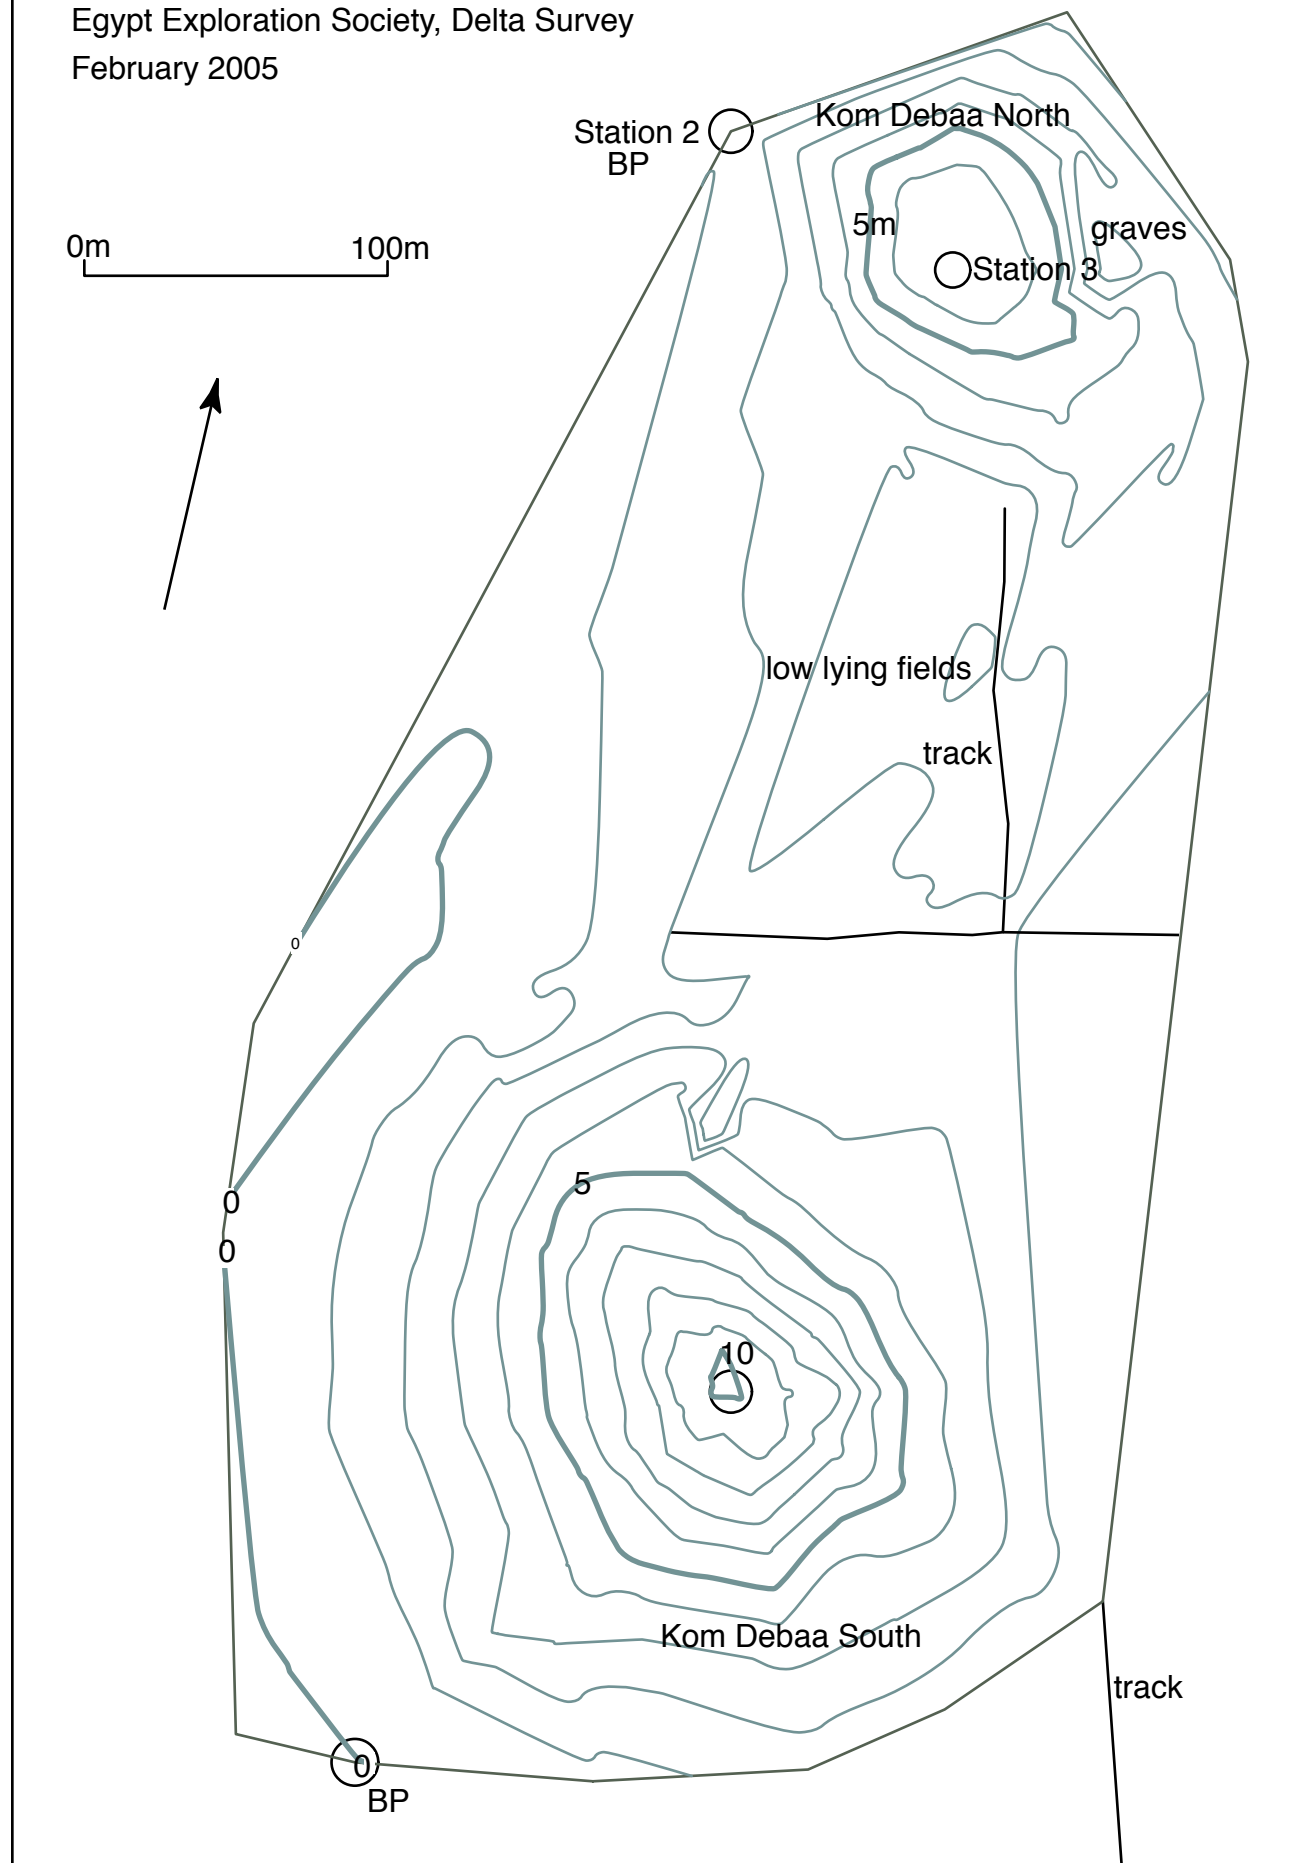 Egypt Exploration Society, Delta Survey
February 2005
Kom Debaa North
Station 2
BP
5m
graves
0m
100m
Station 3
low lying fields
track
0
5
0
0
10
Kom Debaa South
track
0
BP